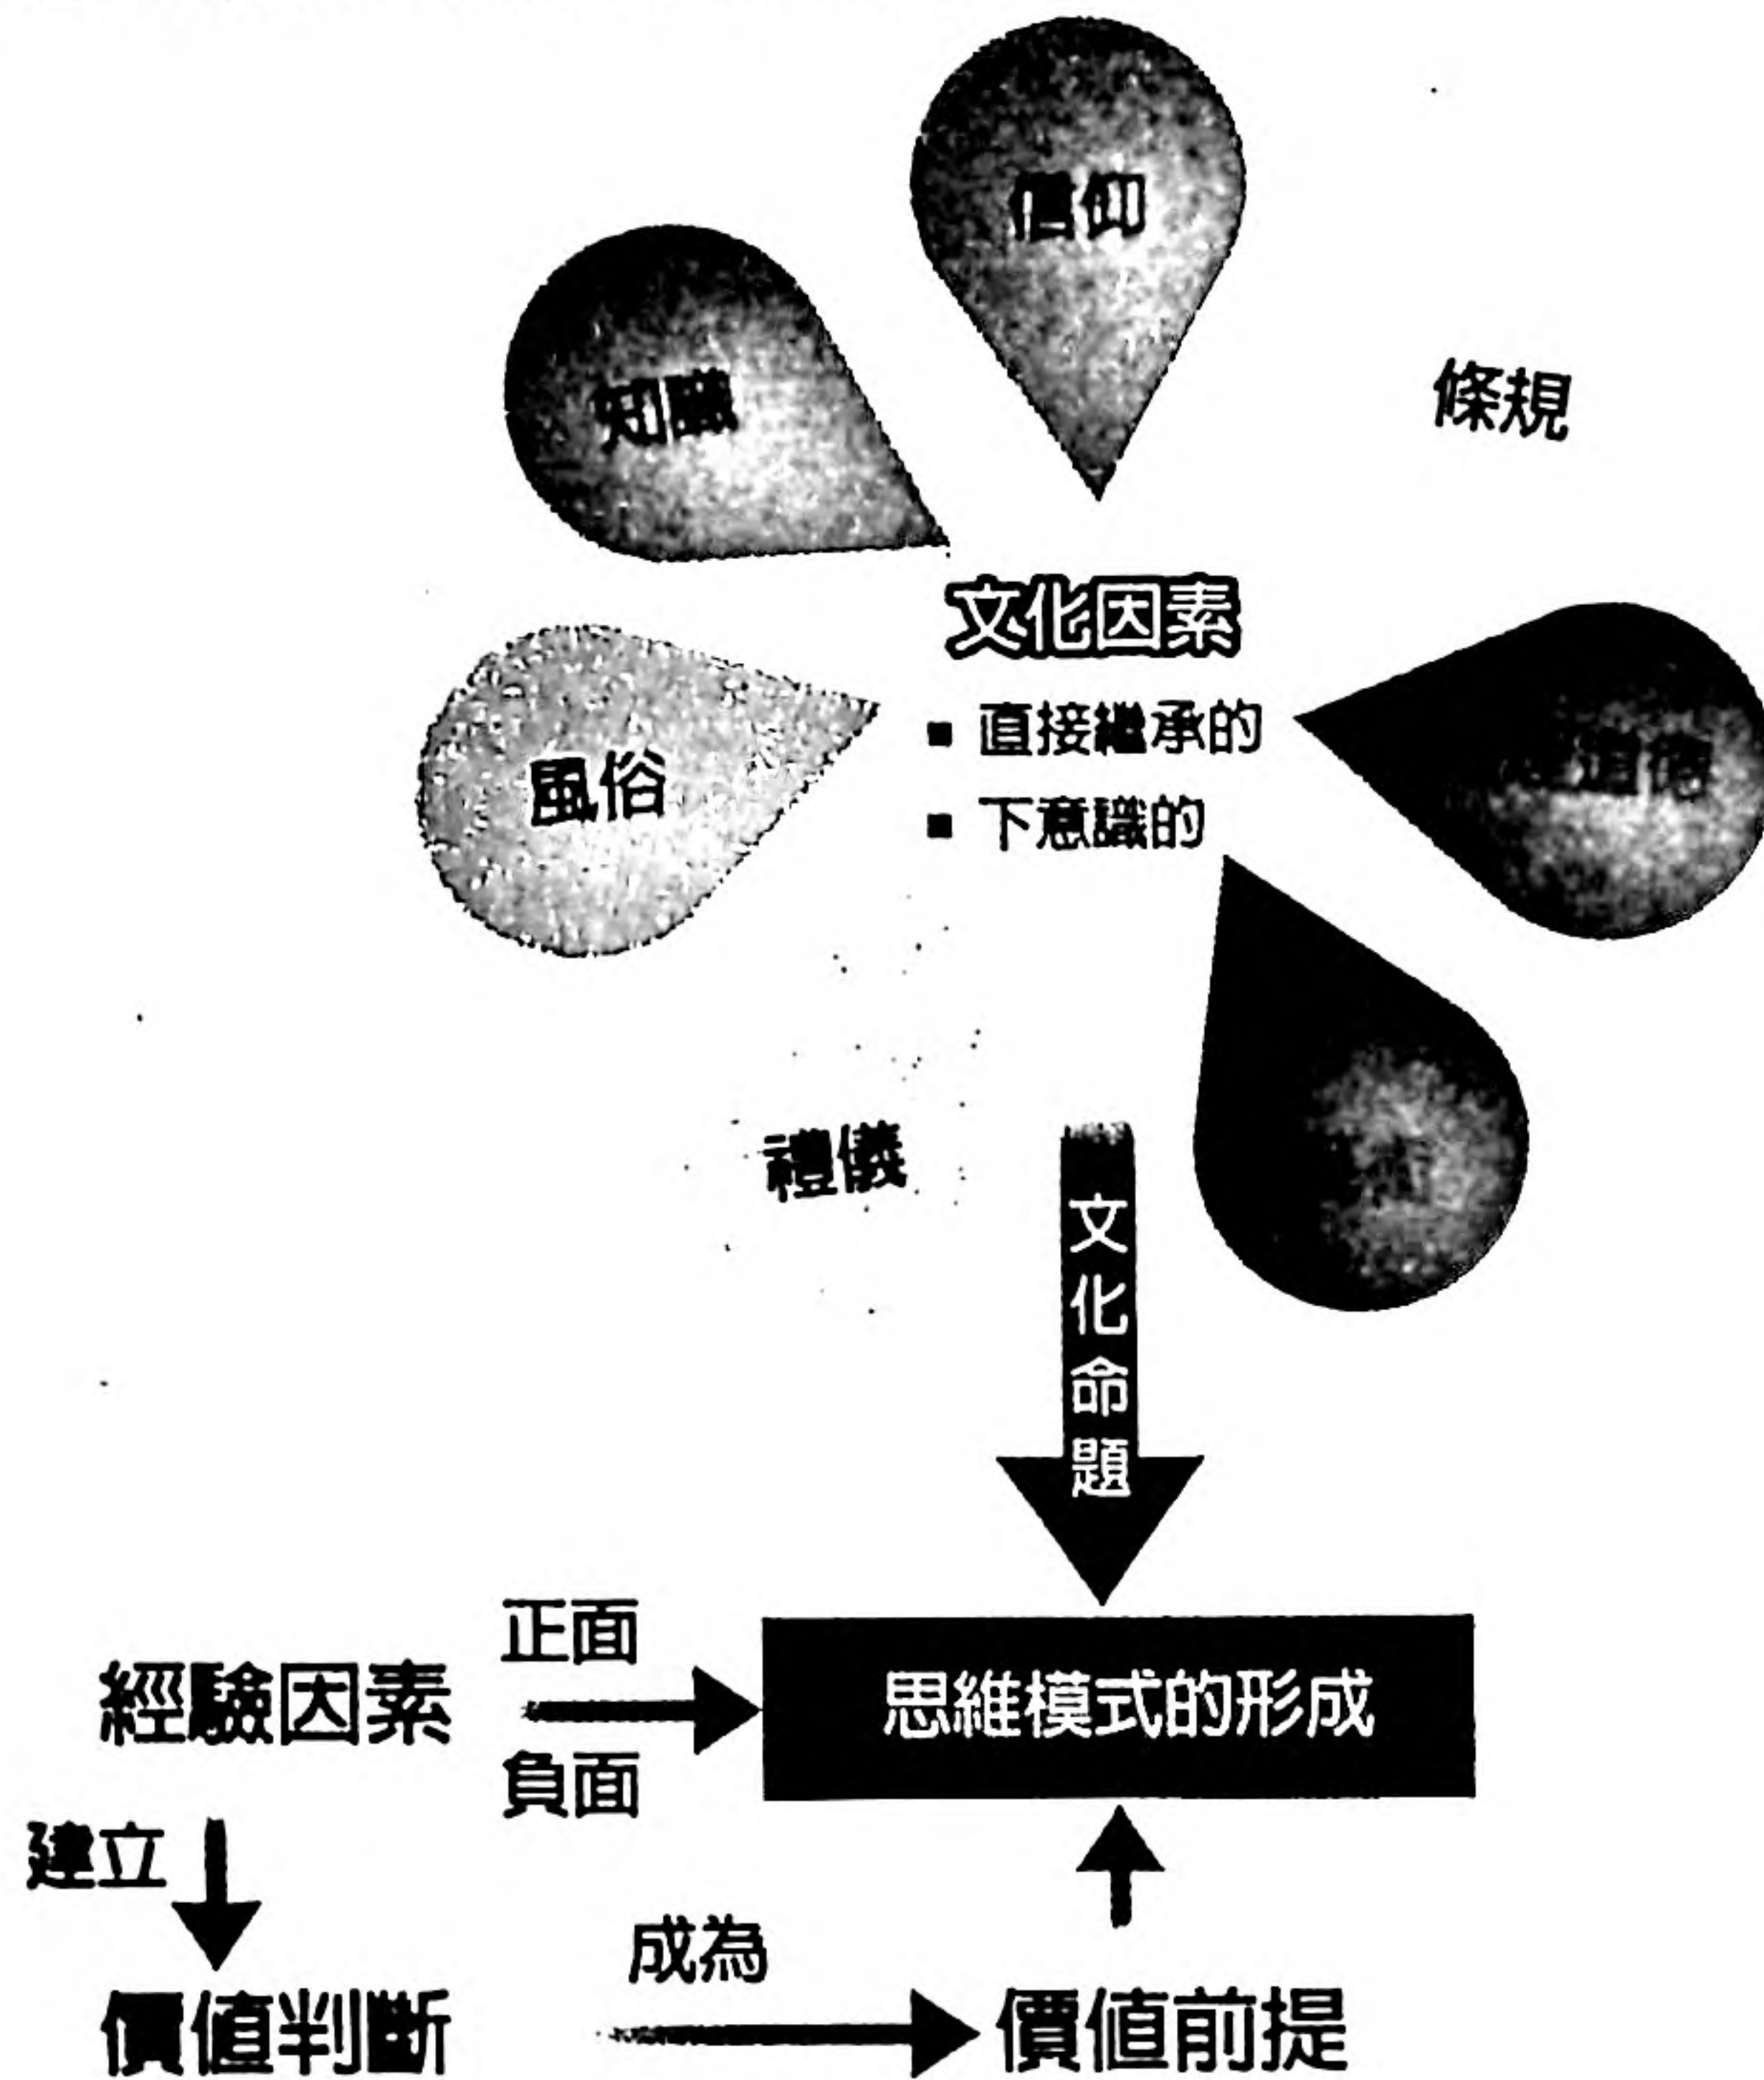 信仰
知識
條規
文化因素
■ 直接繼承的
■ 下意識的
道德
風俗
禮儀
文化命題
正面
經驗因素
思維模式的形成
負面
建立
成為
價值判斷
價值前提